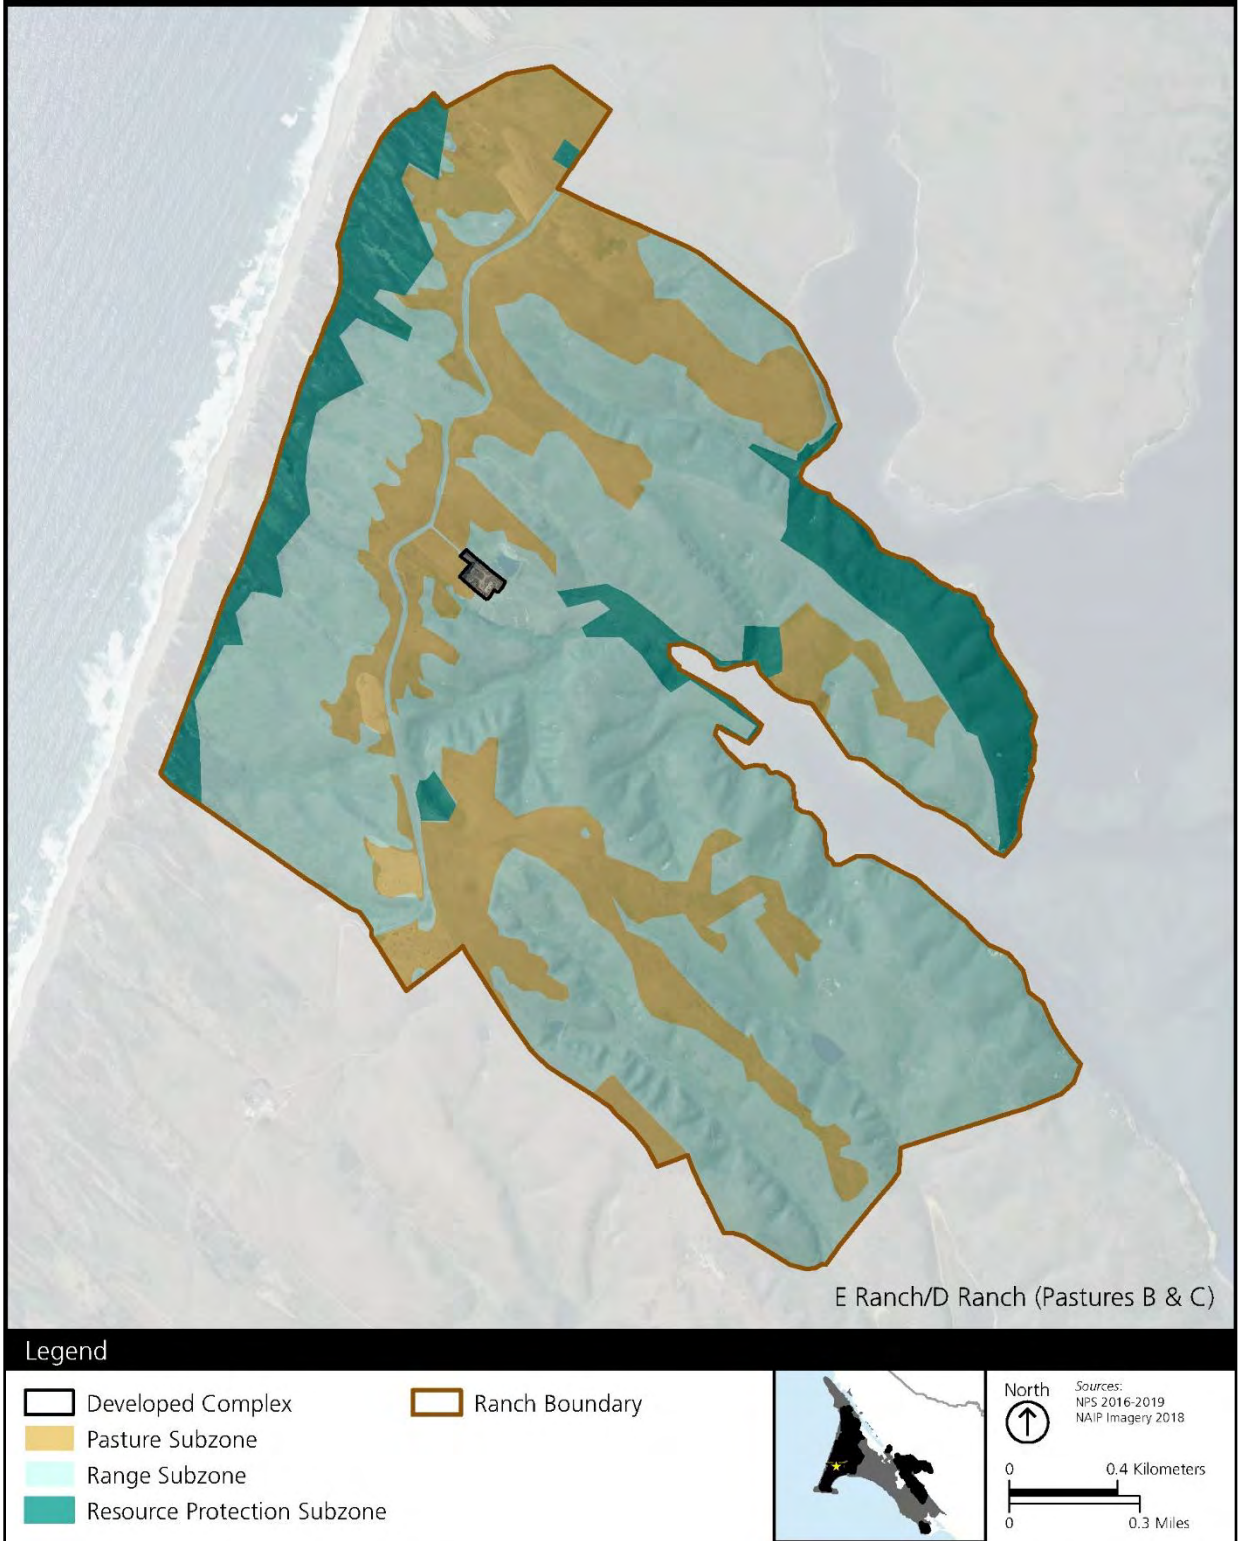 E Ranch/D Ranch (Pastures B & C)
Legend
Developed Complex
Pasture Subzone
Range Subzone
Resource Protection Subzone
Ranch Boundary
North
Sources:
NPS 2016-2019
NAIP Imagery 2018
0 0.4 Kilometers
0 0.3 Miles